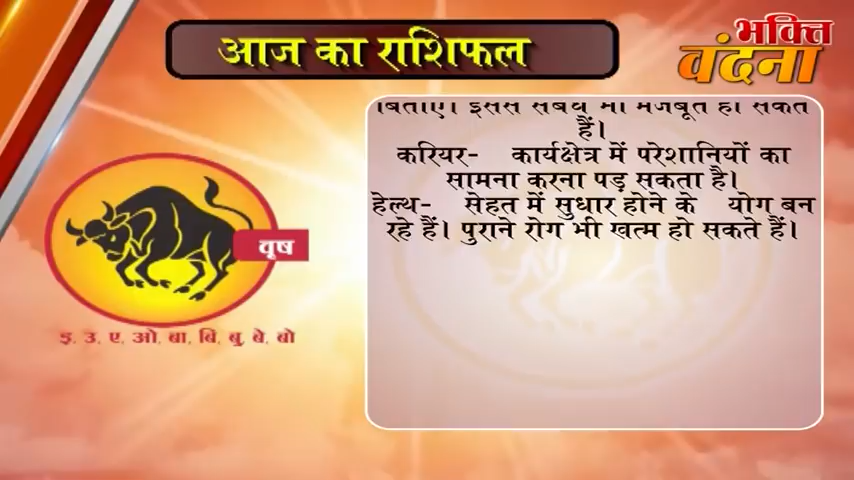 आज का राशिफल
भक्ति
वंदना
हैं।
करियर- कार्यक्षेत्र में परेशानियों का
सामना करना पड़ सकता है।
हेल्थ- सेहत में सुधार होने के योग बन
रहे हैं। पुराने रोग भी खत्म हो सकते हैं।
वृष
इ, उ, ए, ओ, बा, बि, बु, बे, बो